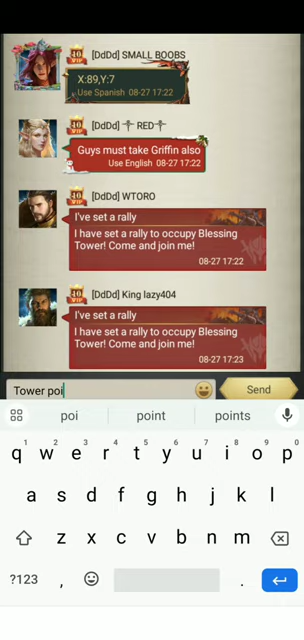 10
VIP
[DdDd] SMALL BOOBS
X:89,Y:7
Use Spanish 08-27 17:22
10
VIP
[DdDd] ┼ RED┼
Guys must take Griffin also
Use English 08-27 17:22
10
VIP
[DdDd] WTORO
I've set a rally
I have set a rally to occupy Blessing
Tower! Come and join me!
08-27 17:22
10
VIP
[DdDd] King lazy404
I've set a rally
I have set a rally to occupy Blessing
Tower! Come and join me!
08-27 17:23
Tower poi
Send
poi point points
1 2 3 4 5 6 7 8 9 0
q w e r t y u i o p
a s d f g h j k l
z x c v b n m
?123 , .